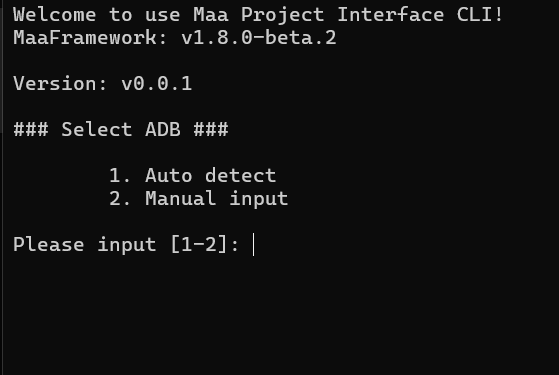 Welcome to use Maa Project Interface CLI!
MaaFramework: v1.8.0-beta.2
Version: v0.0.1
### Select ADB ###
1. Auto detect
2. Manual input
Please input [1-2]: